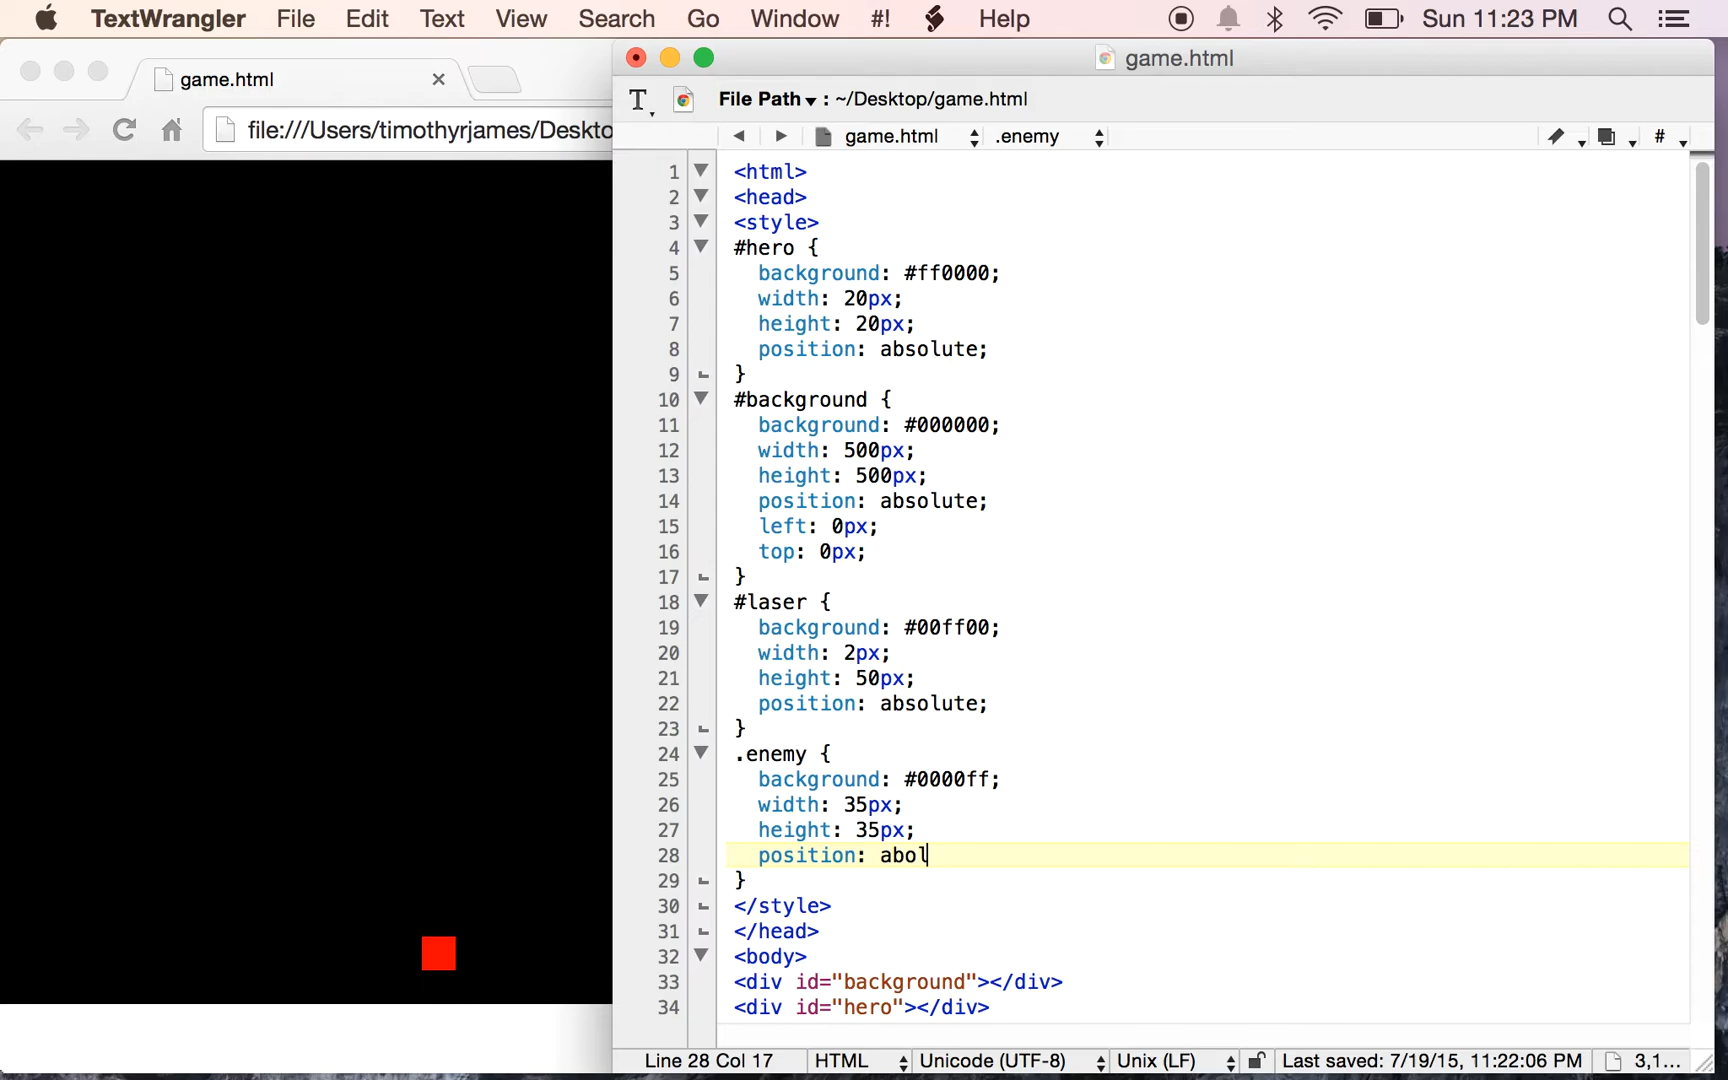 TextWrangler File Edit Text View Search Go Window #! Help Sun 11:23 PM
game.html
file:///Users/timothyrjames/Deskto
game.html
File Path : ~/Desktop/game.html
game.html .enemy #
1 <html>
2 <head>
3 <style>
4 #hero {
5 background: #ff0000;
6 width: 20px;
7 height: 20px;
8 position: absolute;
9 }
10 #background {
11 background: #000000;
12 width: 500px;
13 height: 500px;
14 position: absolute;
15 left: 0px;
16 top: 0px;
17 }
18 #laser {
19 background: #00ff00;
20 width: 2px;
21 height: 50px;
22 position: absolute;
23 }
24 .enemy {
25 background: #0000ff;
26 width: 35px;
27 height: 35px;
28 position: abol
29 }
30 </style>
31 </head>
32 <body>
33 <div id="background"></div>
34 <div id="hero"></div>
Line 28 Col 17 HTML Unicode (UTF-8) Unix (LF) Last saved: 7/19/15, 11:22:06 PM 3,1...